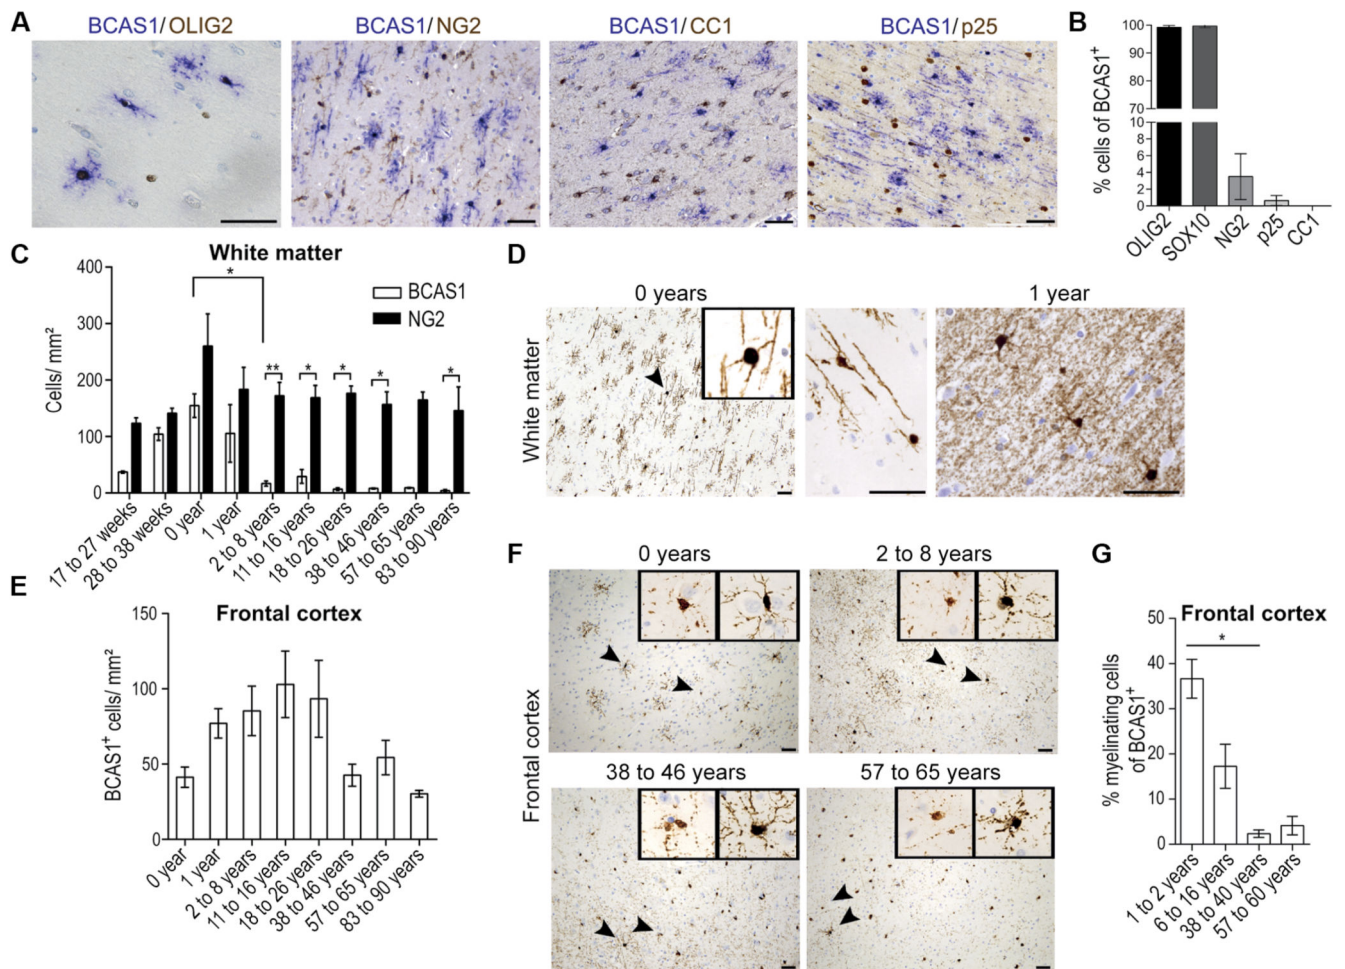 A
BCAS1/OLIG2
BCAS1/NG2
BCAS1/CC1
BCAS1/p25
B
% cells of BCAS1+
100
90
80
70
10
8
6
4
2
0
OLIG2
SOX10
NG2
p25
CC1
C
White matter
Cells/ mm²
400
300
200
100
0
*
BCAS1
NG2
**
*
*
*
*
17 to 27 weeks
28 to 38 weeks
0 year
1 year
2 to 8 years
11 to 16 years
18 to 26 years
38 to 46 years
57 to 65 years
83 to 90 years
D
0 years
1 year
White matter
E
Frontal cortex
BCAS1+ cells/ mm²
150
100
50
0
0 year
1 year
2 to 8 years
11 to 16 years
18 to 26 years
38 to 46 years
57 to 65 years
83 to 90 years
F
0 years
2 to 8 years
Frontal cortex
38 to 46 years
57 to 65 years
G
Frontal cortex
% myelinating cells
of BCAS1+
50
40
30
20
10
0
*
1 to 2 years
6 to 16 years
38 to 40 years
57 to 60 years